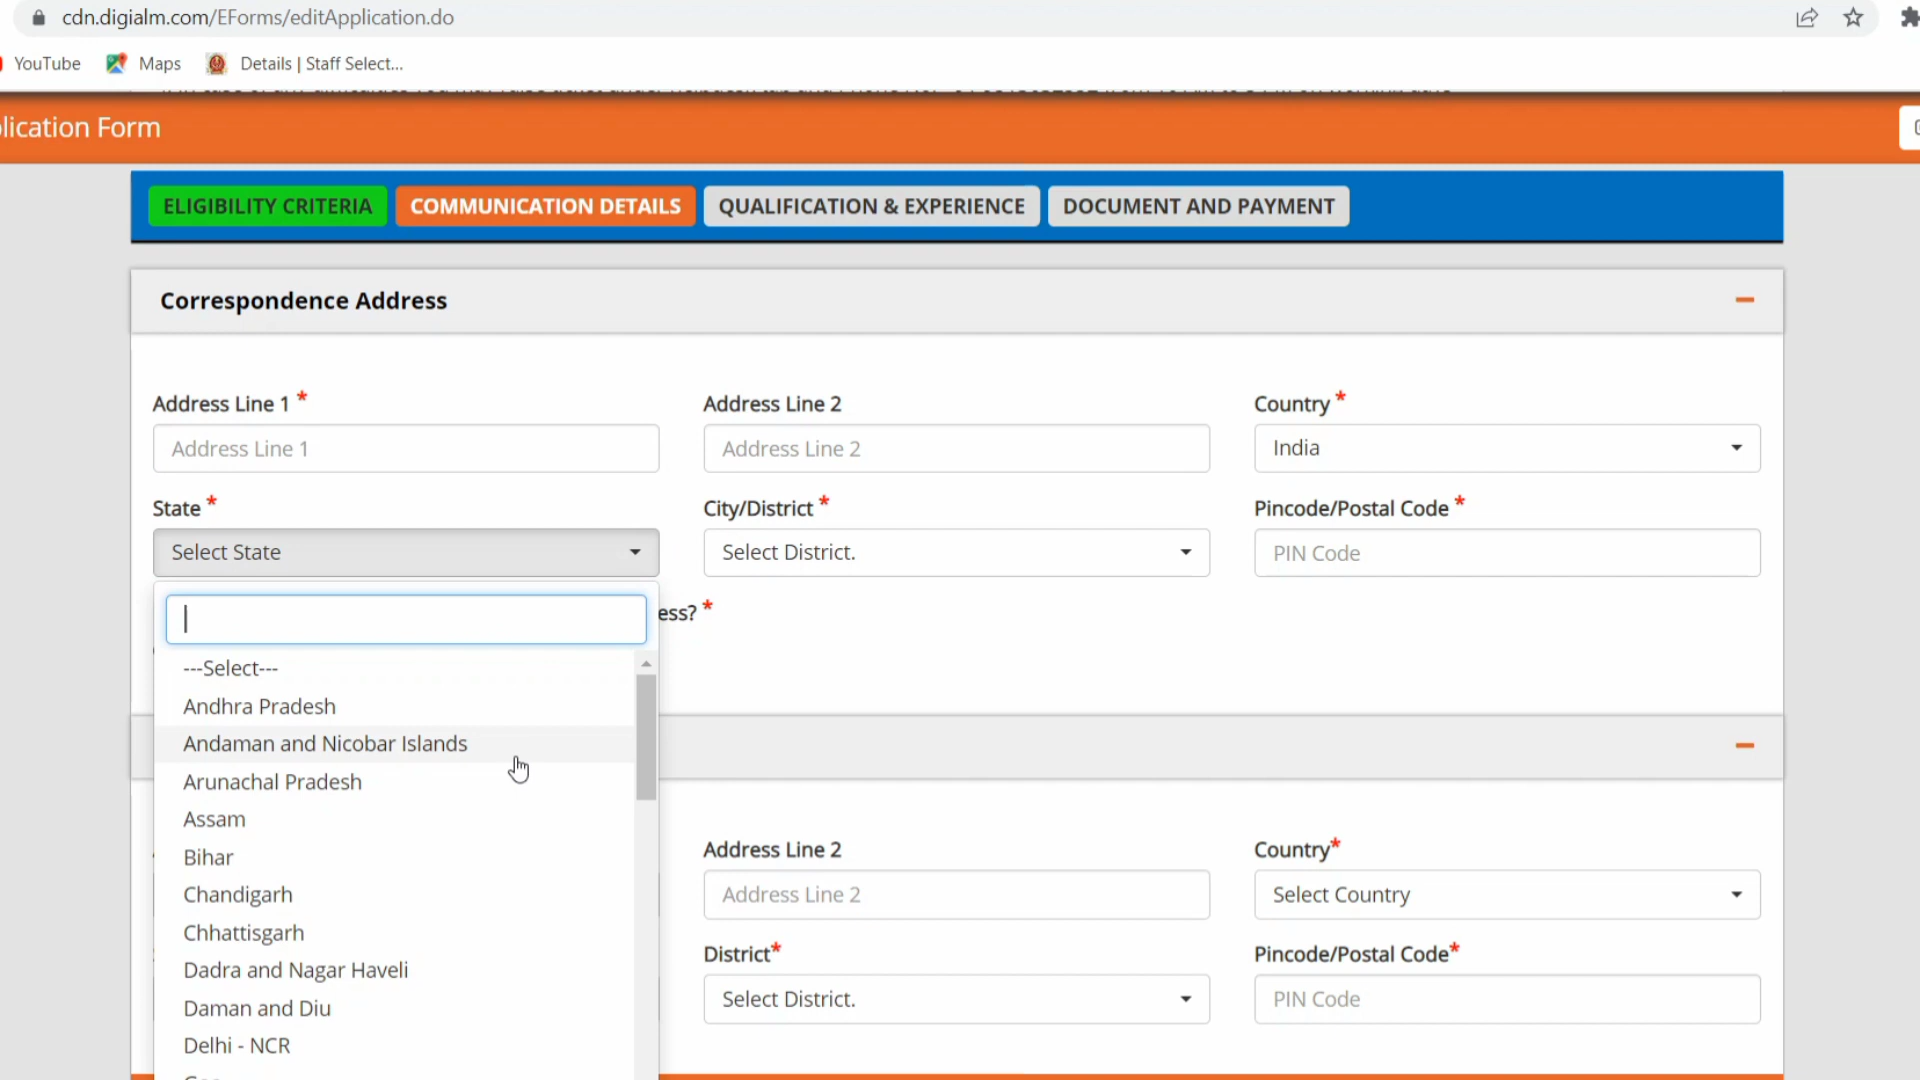 cdn.digialm.com/EForms/editApplication.do
YouTube Maps Details | Staff Select...
lication Form
ELIGIBILITY CRITERIA COMMUNICATION DETAILS QUALIFICATION & EXPERIENCE DOCUMENT AND PAYMENT
Correspondence Address
Address Line 1 * Address Line 2 Country *
Address Line 1 Address Line 2 India
State * City/District * Pincode/Postal Code *
Select State Select District. PIN Code
ess? *
---Select---
Andhra Pradesh
Andaman and Nicobar Islands
Arunachal Pradesh
Assam
Bihar
Chandigarh
Chhattisgarh
Dadra and Nagar Haveli
Daman and Diu
Delhi - NCR
Address Line 2 Country*
Address Line 2 Select Country
District* Pincode/Postal Code*
Select District. PIN Code